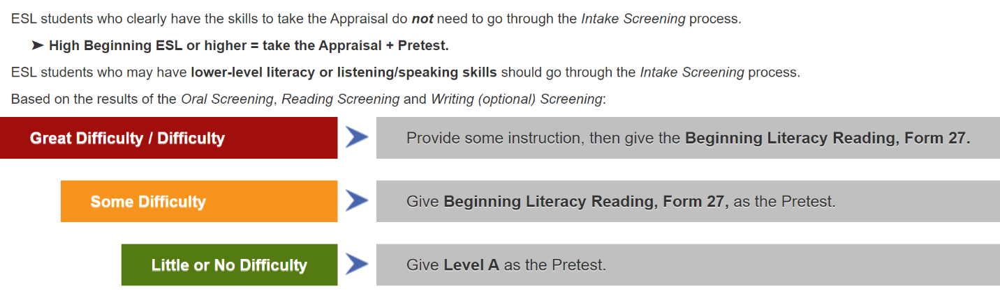 ESL students who clearly have the skills to take the Appraisal do not need to go through the Intake Screening process.
➤ High Beginning ESL or higher = take the Appraisal + Pretest.
ESL students who may have lower-level literacy or listening/speaking skills should go through the Intake Screening process.
Based on the results of the Oral Screening, Reading Screening and Writing (optional) Screening:
Great Difficulty / Difficulty
Provide some instruction, then give the Beginning Literacy Reading, Form 27.
Some Difficulty
Give Beginning Literacy Reading, Form 27, as the Pretest.
Little or No Difficulty
Give Level A as the Pretest.